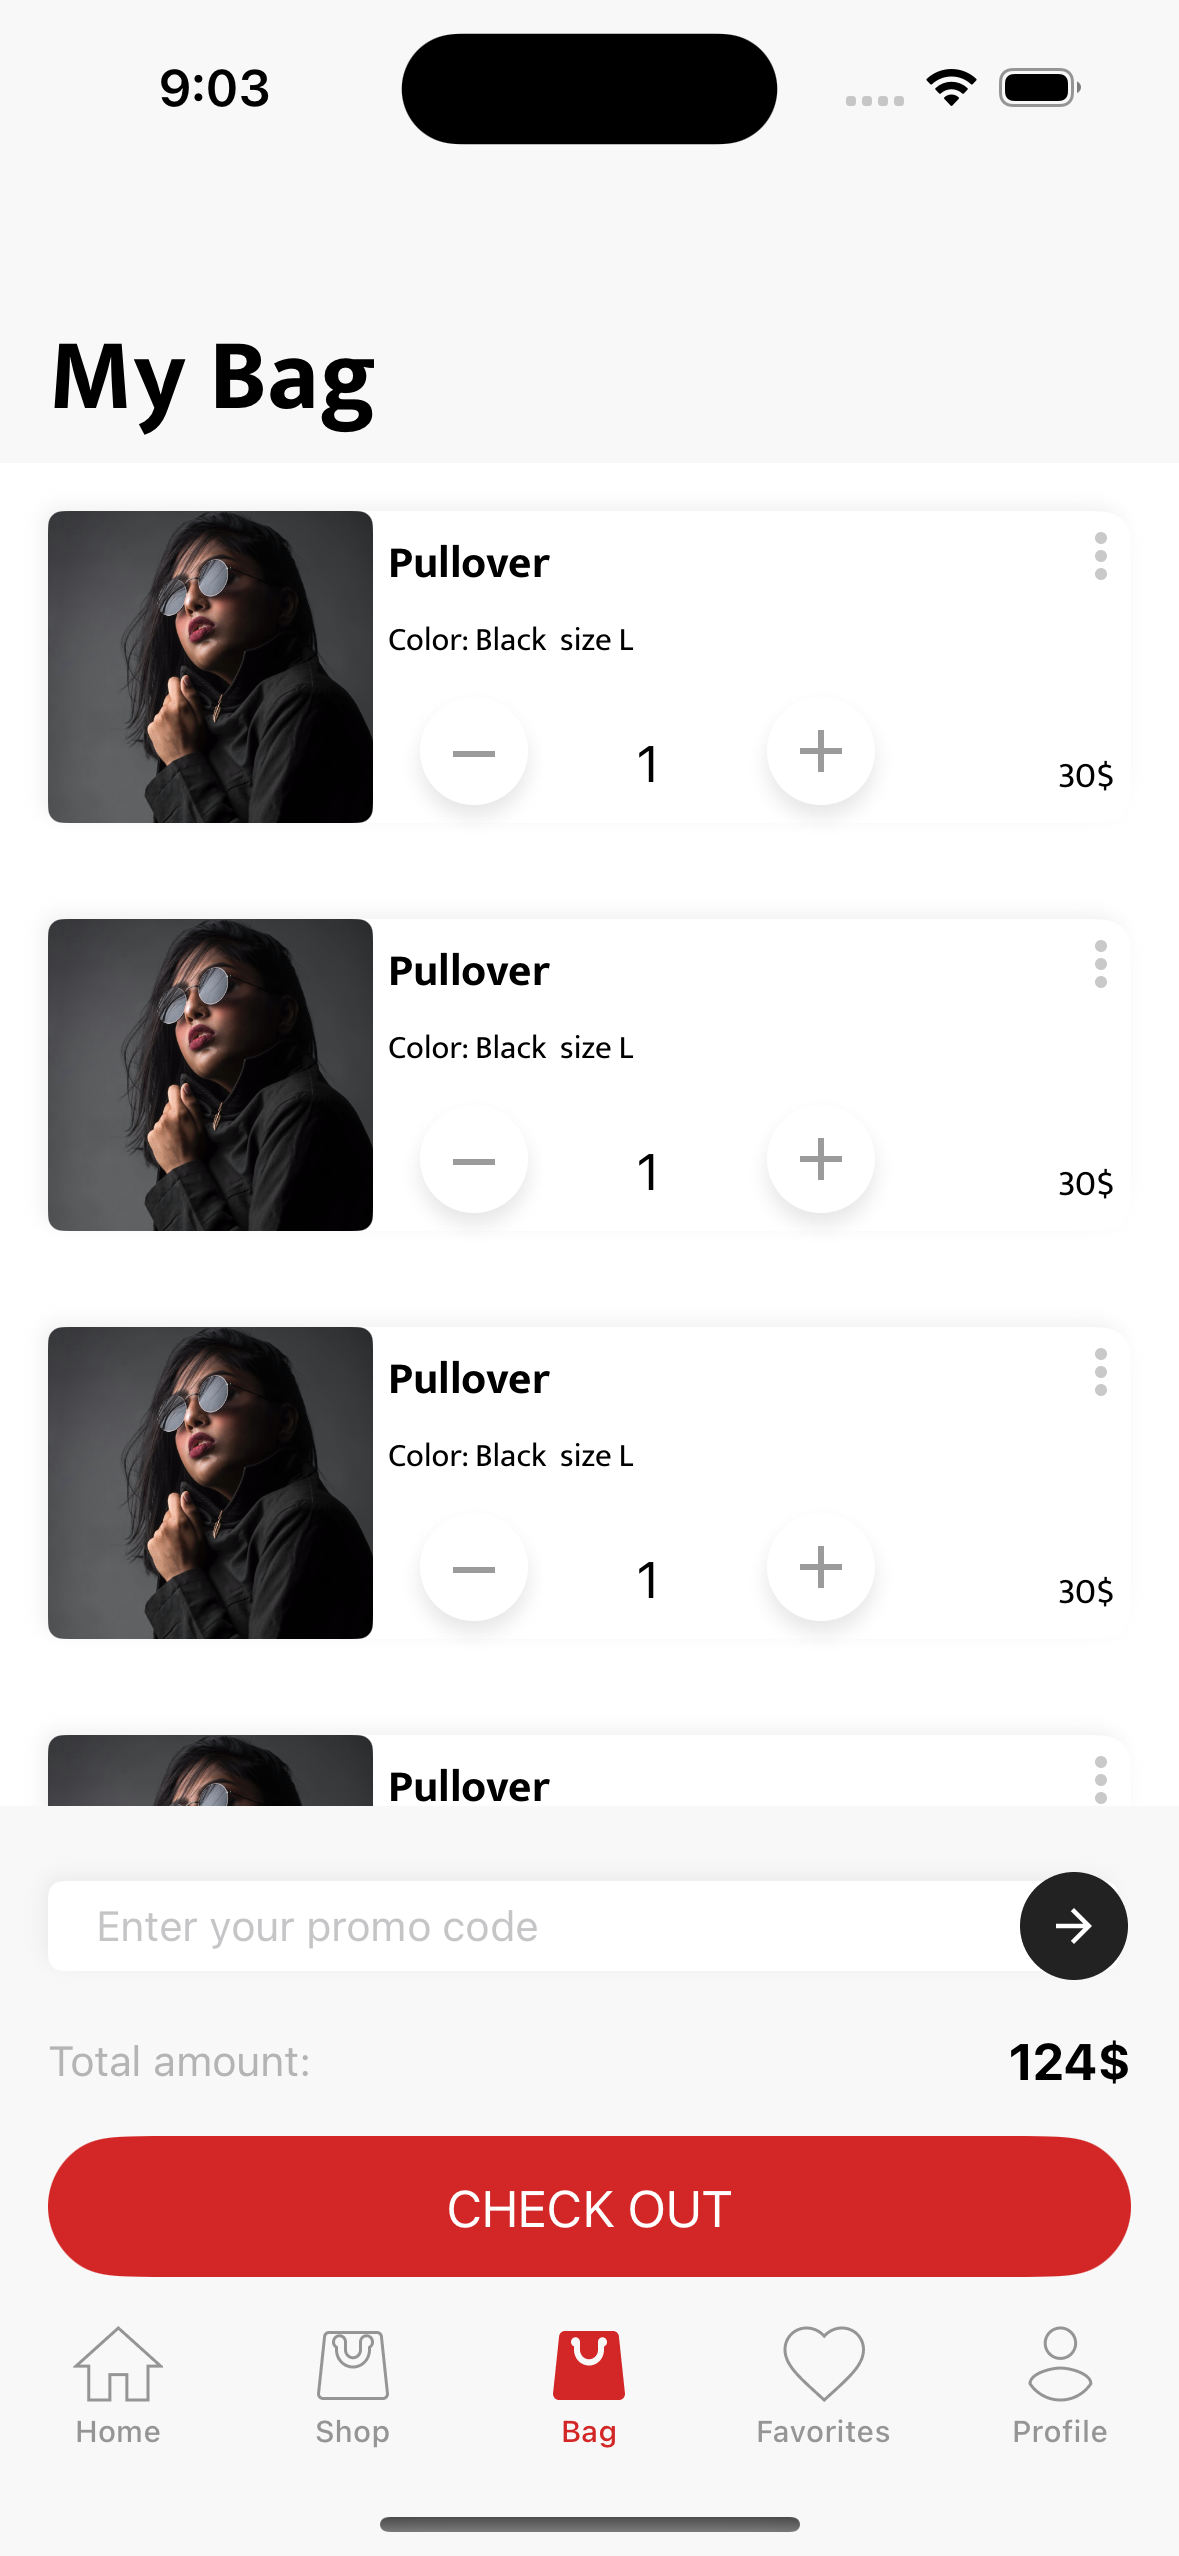 9:03
My Bag
Pullover
Color: Black  size L
1
30$
Pullover
Color: Black  size L
1
30$
Pullover
Color: Black  size L
1
30$
Pullover
Enter your promo code
Total amount:
124$
CHECK OUT
Home
Shop
Bag
Favorites
Profile